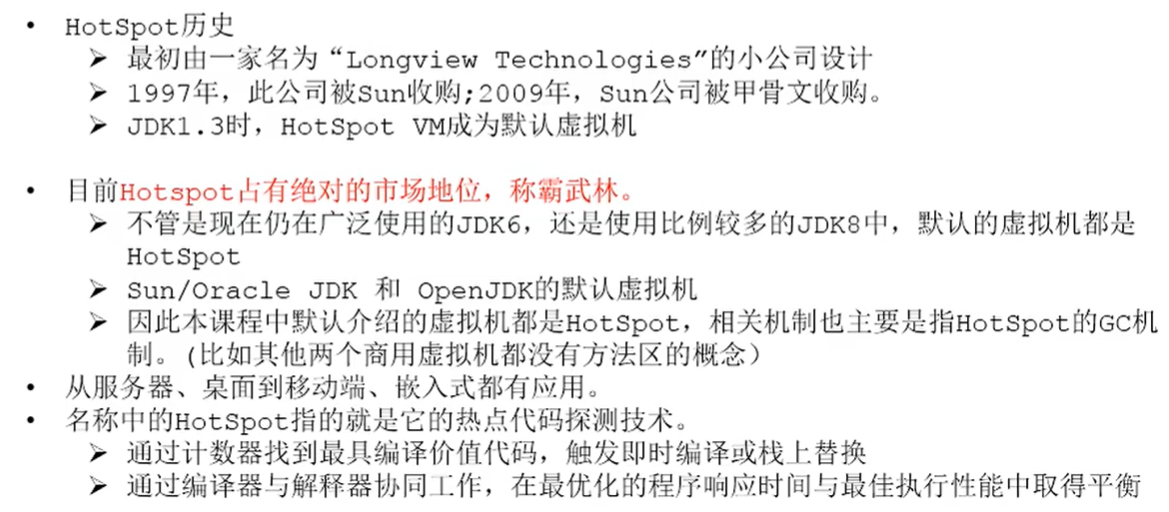 • HotSpot历史
➢ 最初由一家名为“Longview Technologies”的小公司设计
➢ 1997年，此公司被Sun收购;2009年，Sun公司被甲骨文收购。
➢ JDK1.3时，HotSpot VM成为默认虚拟机
• 目前Hotspot占有绝对的市场地位，称霸武林。
➢ 不管是现在仍在广泛使用的JDK6，还是使用比例较多的JDK8中，默认的虚拟机都是
HotSpot
➢ Sun/Oracle JDK 和 OpenJDK的默认虚拟机
➢ 因此本课程中默认介绍的虚拟机都是HotSpot，相关机制也主要是指HotSpot的GC机
制。(比如其他两个商用虚拟机都没有方法区的概念）
• 从服务器、桌面到移动端、嵌入式都有应用。
• 名称中的HotSpot指的就是它的热点代码探测技术。
➢ 通过计数器找到最具编译价值代码，触发即时编译或栈上替换
➢ 通过编译器与解释器协同工作，在最优化的程序响应时间与最佳执行性能中取得平衡